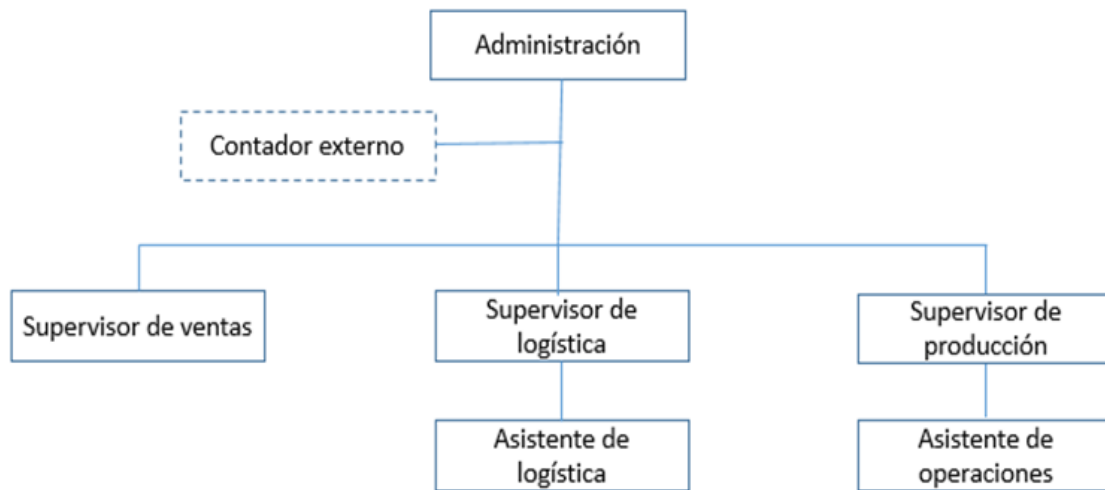 Administración
Contador externo
Supervisor de ventas
Supervisor de
logística
Supervisor de
producción
Asistente de
logística
Asistente de
operaciones